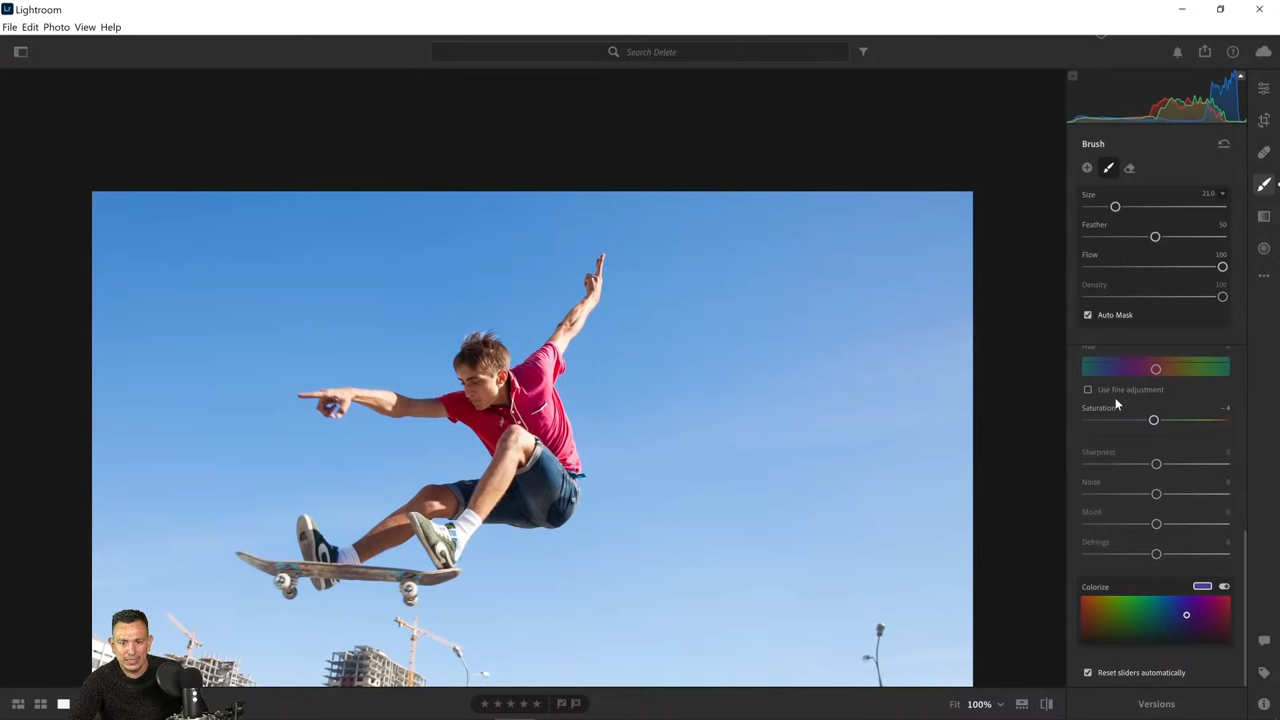 Lr Lightroom
File Edit Photo View Help
Search Delete
Brush
Size 21.0
Feather 50
Flow 100
Density 100
Auto Mask
Hue
Use fine adjustment
Saturation – 4
Sharpness 0
Noise 0
Moiré 0
Defringe 0
Colorize
Reset sliders automatically
Fit 100%
Versions